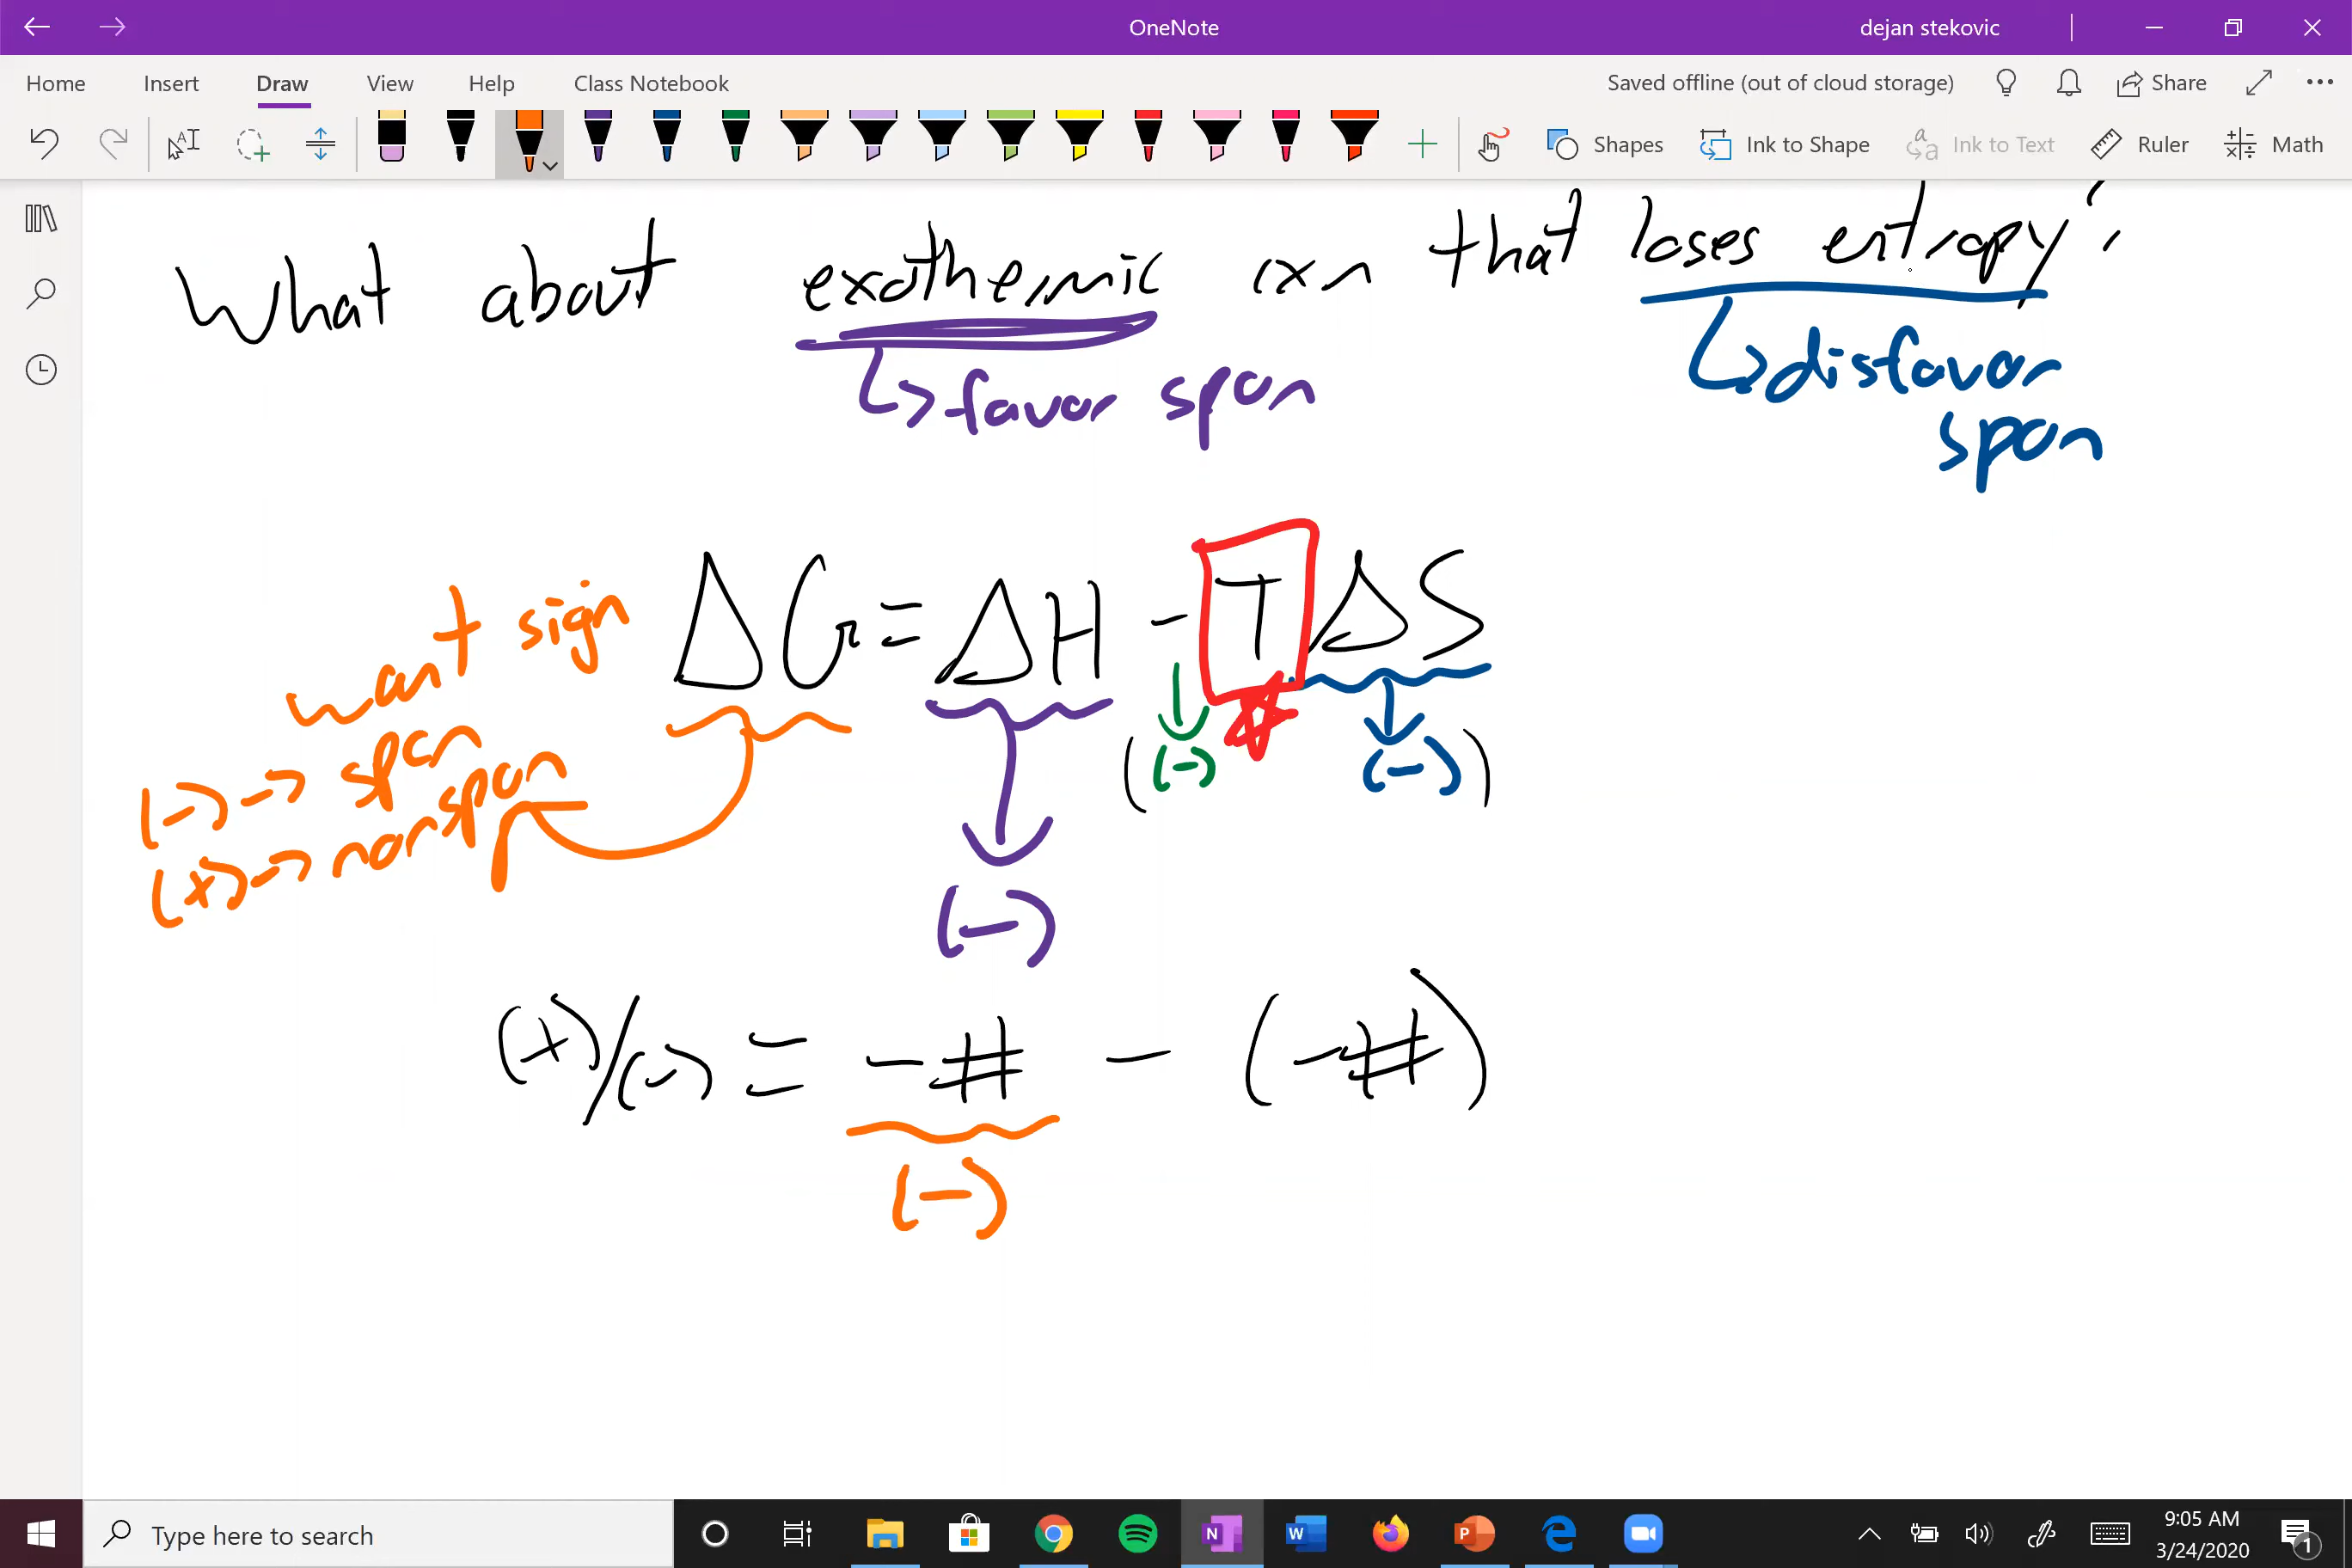 OneNote
dejan stekovic
Home Insert Draw View Help Class Notebook
Saved offline (out of cloud storage) Share
Shapes Ink to Shape Ink to Text Ruler Math
What about exothermic rxn that loses entropy?
↳ favor spon
↳ disfavor
spon
want sign
ΔG = ΔH - TΔS
(-) → spon
(+) → nonspon
(-)
((-) (-))
(+)/(-) = -# - (-#)
(-)
Type here to search
9:05 AM
3/24/2020
1